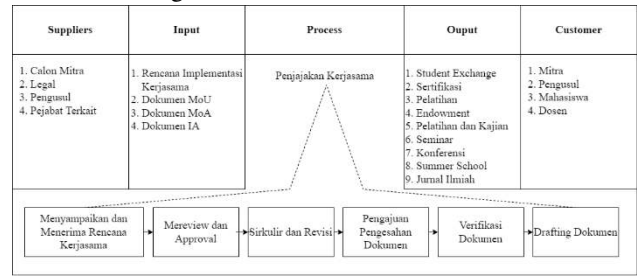 Suppliers
Input
Process
Ouput
Customer
1. Calon Mitra
2. Legal
3. Pengusul
4. Pejabat Terkait
1. Rencana Implementasi
Kerjasama
2. Dokumen MoU
3. Dokumen MoA
4. Dokumen IA
Penjajakan Kerjasama
1. Student Exchange
2. Sertifikasi
3. Pelatihan
4. Endowment
5. Pelatihan dan Kajian
6. Seminar
7. Konferensi
8. Summer School
9. Jurnal Ilmiah
1. Mitra
2. Pengusul
3. Mahasiswa
4. Dosen
Menyampaikan dan
Menerima Rencana
Kerjasama
Mereview dan
Approval
Sirkulir dan Revisi
Pengajuan
Pengesahan
Dokumen
Verifikasi
Dokumen
Drafting Dokumen